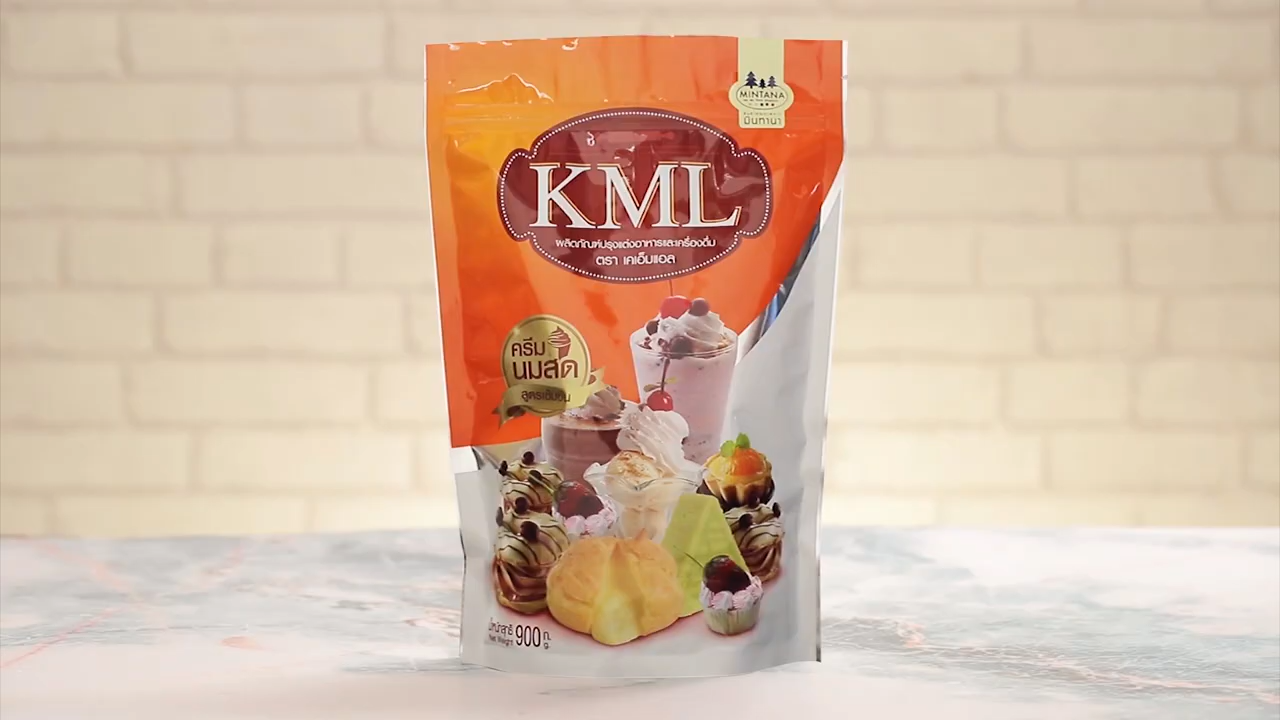 MINTANA
มินทานา
KML
ผลิตภัณฑ์ปรุงแต่งอาหารและเครื่องดื่ม
ตรา เคเอ็มแอล
ครีม
นมสด
สูตรเข้มข้น
น้ำหนักสุทธิ 900 ก.
Net Weight g.